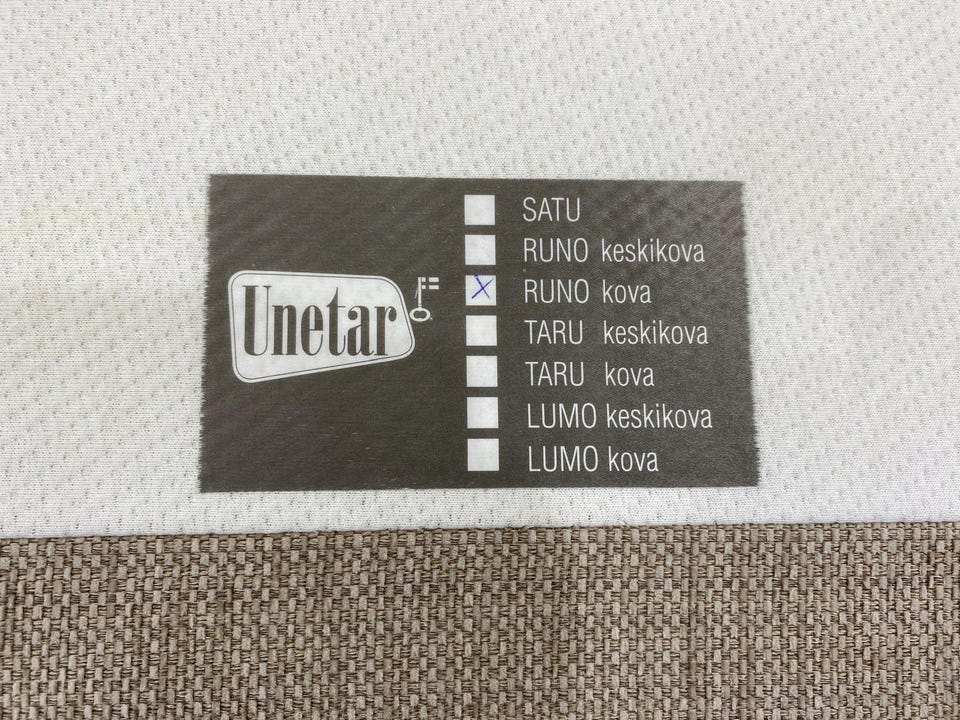 Unetar
SATU
RUNO keskikova
RUNO kova
TARU keskikova
TARU kova
LUMO keskikova
LUMO kova